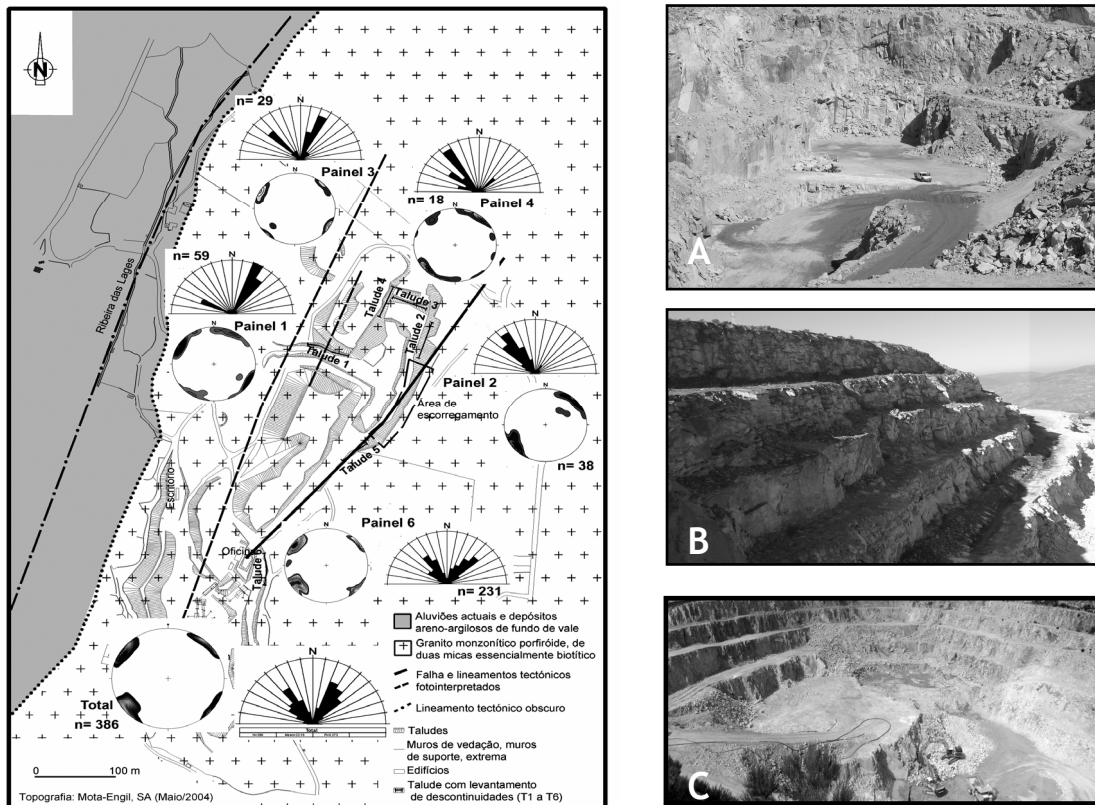 N
n= 29
N
Painel 3
N
N
n= 18
Painel 4
N
n= 59
Painel 1
N
Ribeira das Lages
Talude 4
Talude 3
Talude 2
Talude 1
N
Painel 2
N
Área de
escorregamento
n= 38
Talude 5
Escritório
Painel 6
N
N
Oficina
Talude 6
n= 231
Total
n= 386
N
N
Total
Aluviões actuais e depósitos
areno-argilosos de fundo de vale
Granito monzonítico porfiróide, de
duas micas essencialmente biotítico
Falha e lineamentos tectónicos
fotointerpretados
Lineamento tectónico obscuro
Taludes
Muros de vedação, muros
de suporte, extrema
Edifícios
Talude com levantamento
de descontinuidades (T1 a T6)
0 100 m
Topografia: Mota-Engil, SA (Maio/2004)
A
B
C